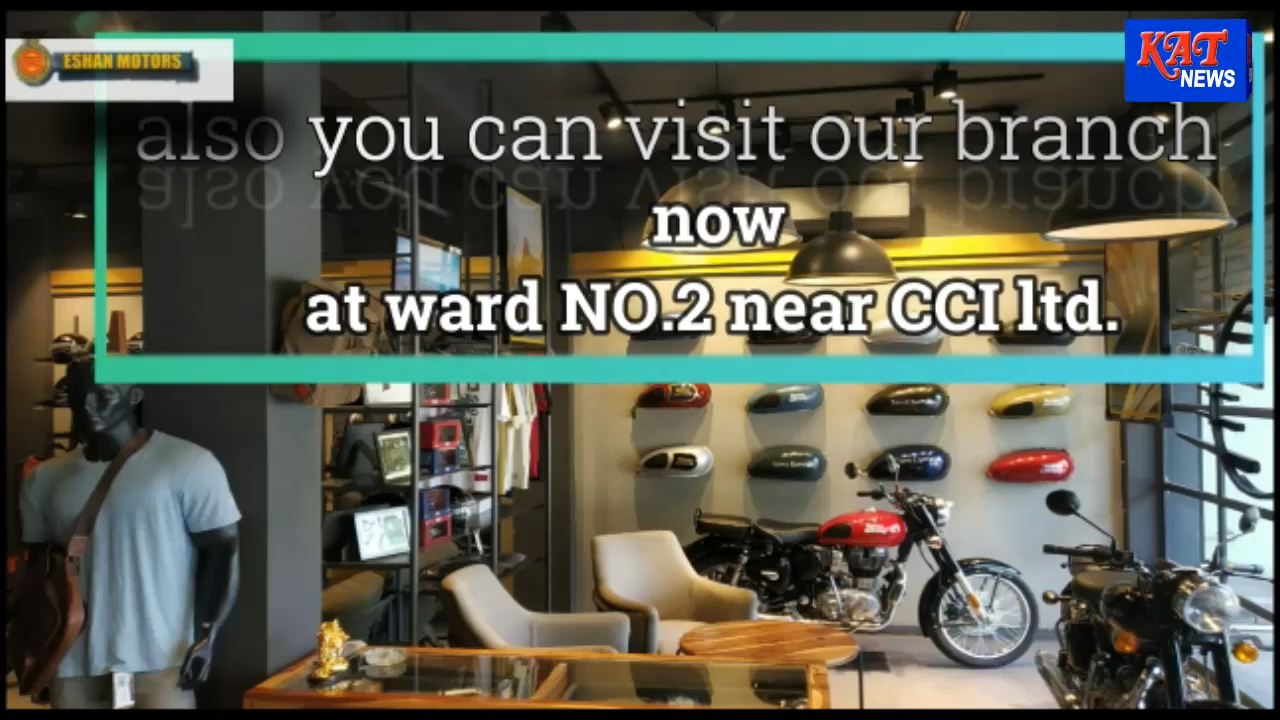 ESHAN MOTORS
KAT
NEWS
also you can visit our branch
now
at ward NO.2 near CCI ltd.